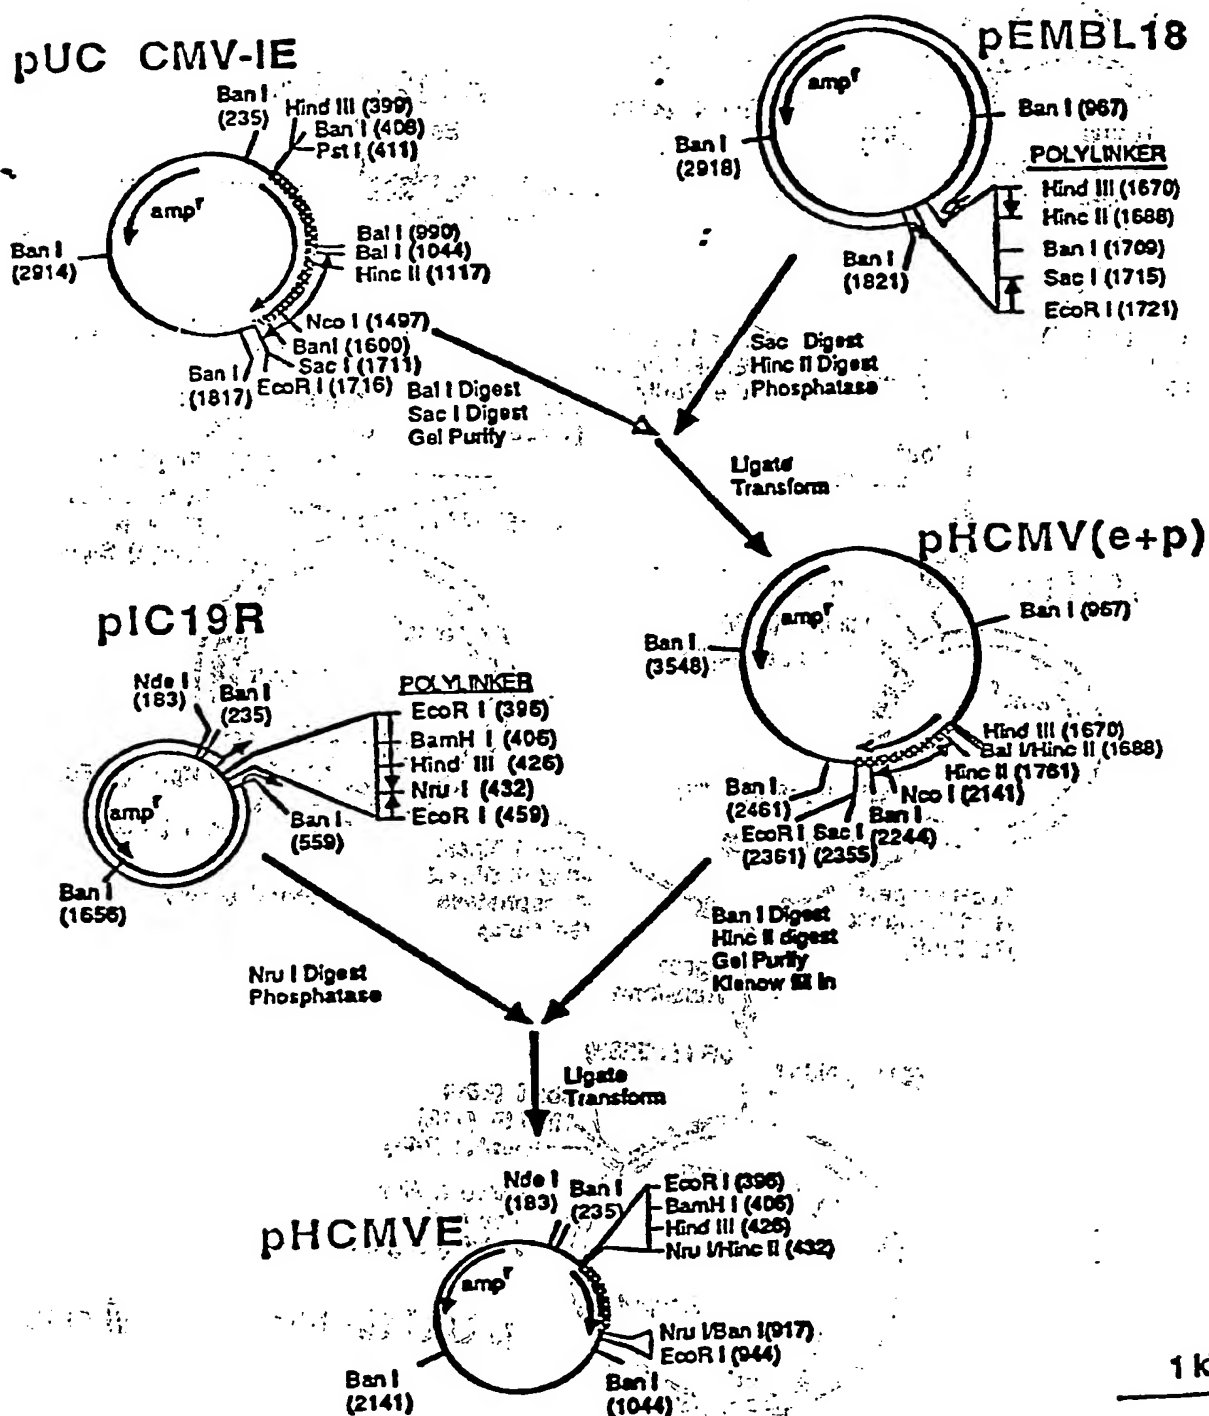 pUC CMV-IE
Ban I
(235)
Hind III (399)
Ban I (408)
Pst I (411)
amp^r
Bal I (990)
Bal I (1044)
Hinc II (1117)
Ban I
(2914)
Nco I (1497)
BanI (1600)
Sac I (1711)
EcoR I (1716)
Ban I
(1817)
Bal I Digest
Sac I Digest
Gel Purify
pEMBL18
amp^r
Ban I (967)
Ban I
(2918)
POLYLINKER
Hind III (1670)
Hinc II (1688)
Ban I (1709)
Sac I (1715)
EcoR I (1721)
Ban I
(1821)
Sac Digest
Hinc II Digest
Phosphatase
Ligate
Transform
pHCMV(e+p)
amp^r
Ban I (967)
Ban I
(3548)
Hind III (1670)
Bal I/Hinc II (1688)
Hinc II (1761)
Nco I (2141)
Ban I
(2244)
Sac I
(2355)
EcoR I
(2361)
Ban I
(2461)
pIC19R
Nde I
(183)
Ban I
(235)
POLYLINKER
EcoR I (396)
BamH I (406)
Hind III (426)
Nru I (432)
EcoR I (459)
amp^r
Ban I
(559)
Ban I
(1656)
Nru I Digest
Phosphatase
Ban I Digest
Hinc II digest
Gel Purify
Klenow fill in
Ligate
Transform
pHCMVE
Nde I
(183)
Ban I
(235)
EcoR I (396)
BamH I (406)
Hind III (426)
Nru I/Hinc II (432)
amp^r
Nru I/Ban I(917)
EcoR I (944)
Ban I
(2141)
Ban I
(1044)
1 k